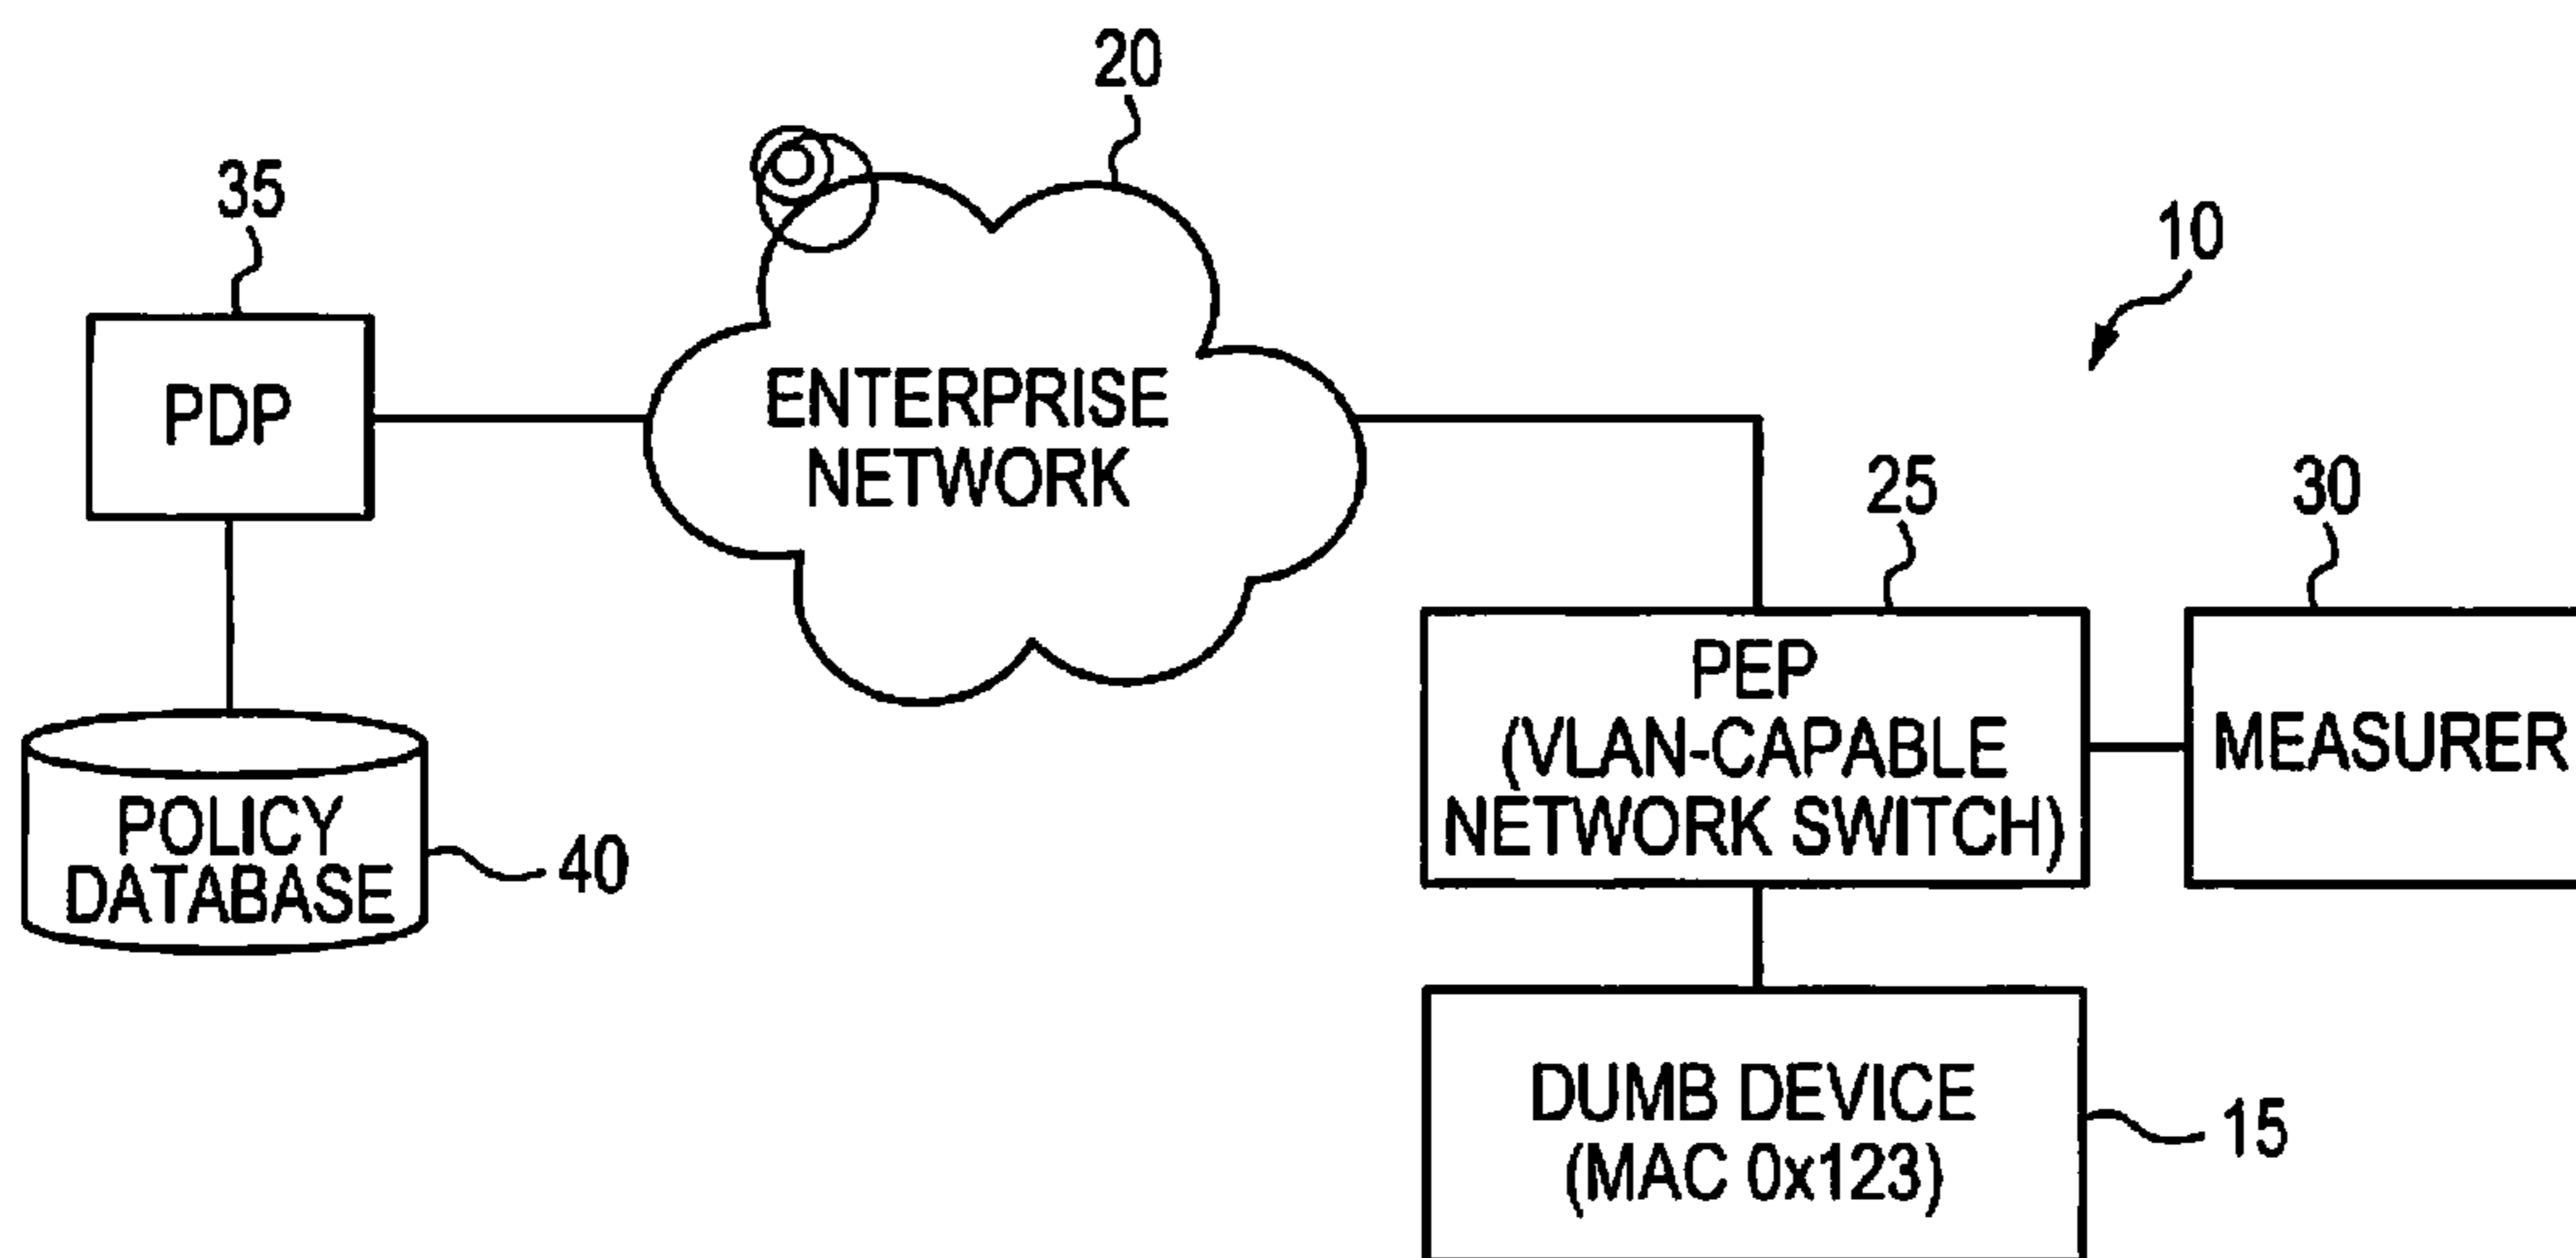 20
35
10
PDP
ENTERPRISE
NETWORK
25
30
PEP
(VLAN-CAPABLE
NETWORK SWITCH)
MEASURER
POLICY
DATABASE
40
DUMB DEVICE
(MAC 0x123)
15